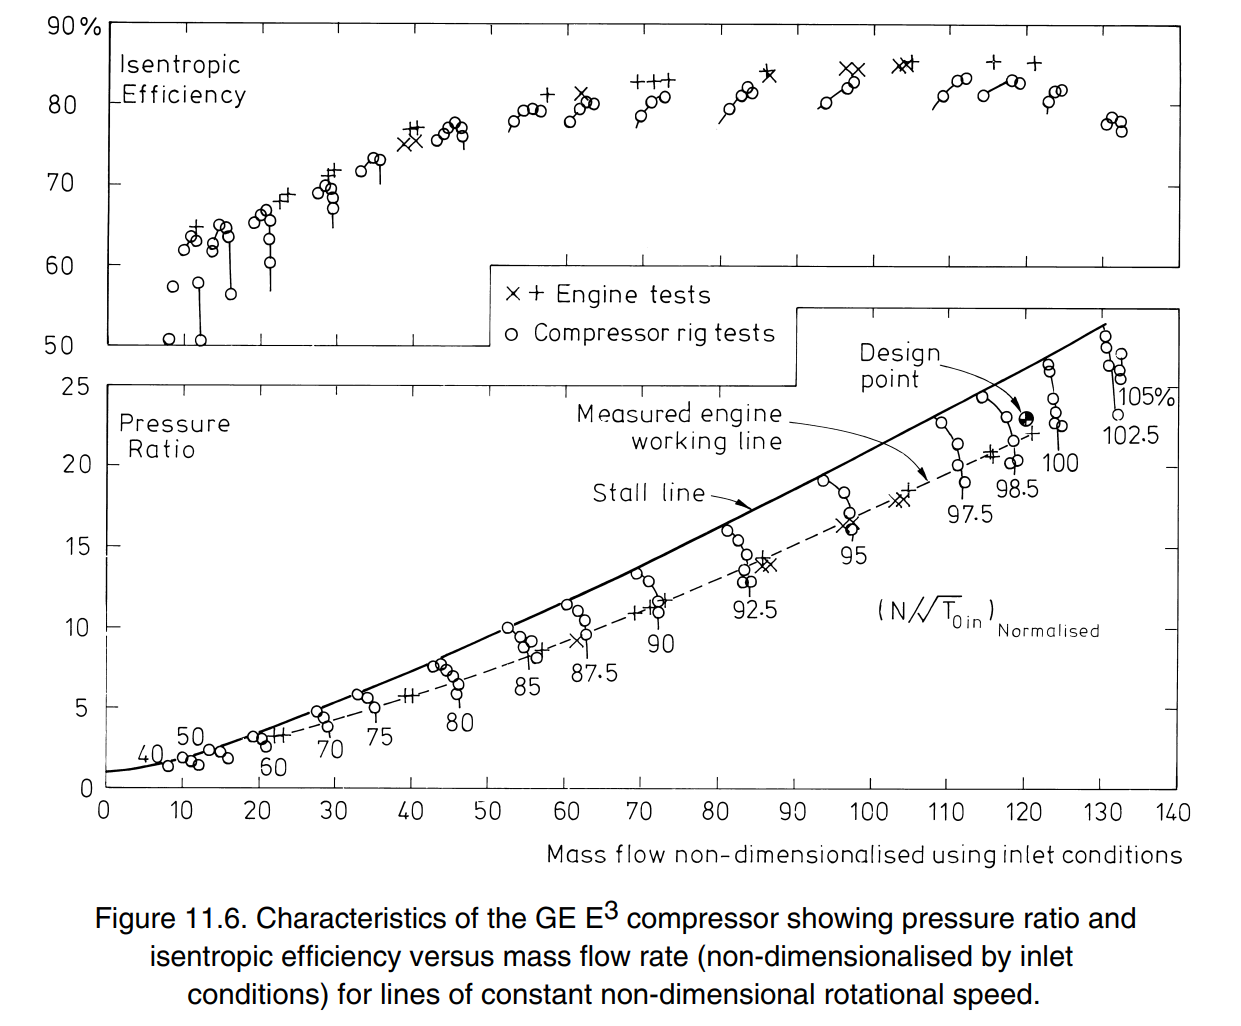 90%
80
70
60
50
Isentropic
Efficiency
× + Engine tests
○ Compressor rig tests
25
20
15
10
5
0
Pressure
Ratio
Design
point
Measured engine
working line
Stall line
40
50
60
70
75
80
85
87.5
90
92.5
95
97.5
98.5
100
102.5
105%
(N/√T0in)Normalised
0 10 20 30 40 50 60 70 80 90 100 110 120 130 140
Mass flow non-dimensionalised using inlet conditions
Figure 11.6. Characteristics of the GE E³ compressor showing pressure ratio and
isentropic efficiency versus mass flow rate (non-dimensionalised by inlet
conditions) for lines of constant non-dimensional rotational speed.